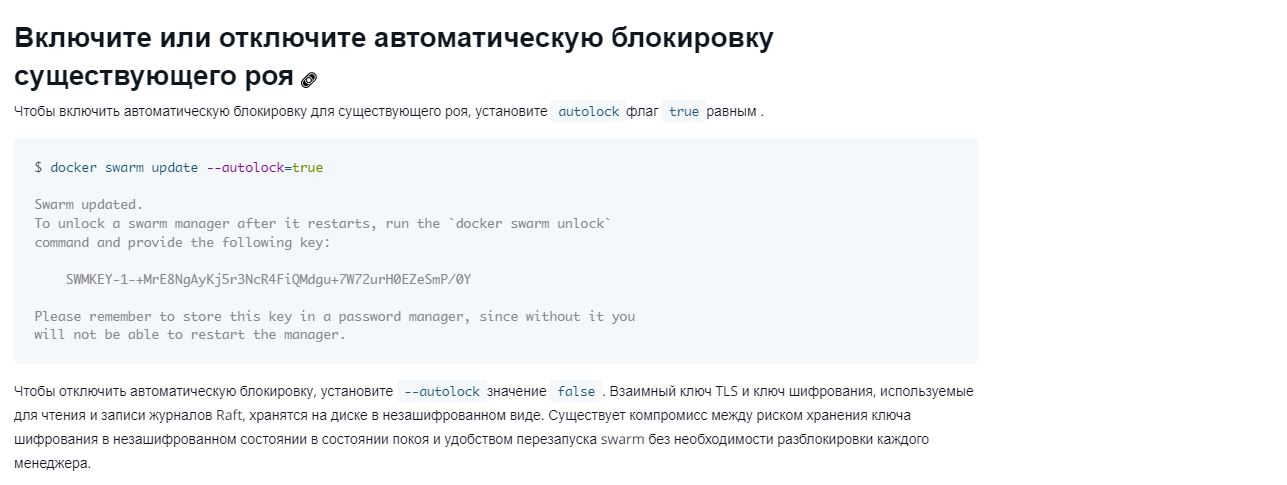 Включите или отключите автоматическую блокировку
существующего роя
Чтобы включить автоматическую блокировку для существующего роя, установите autolock флаг true равным .
$ docker swarm update --autolock=true
Swarm updated.
To unlock a swarm manager after it restarts, run the `docker swarm unlock`
command and provide the following key:
SWMKEY-1-+MrE8NgAyKj5r3NcR4FiQMdgu+7W72urH0EZeSmP/0Y
Please remember to store this key in a password manager, since without it you
will not be able to restart the manager.
Чтобы отключить автоматическую блокировку, установите --autolock значение false . Взаимный ключ TLS и ключ шифрования, используемые
для чтения и записи журналов Raft, хранятся на диске в незашифрованном виде. Существует компромисс между риском хранения ключа
шифрования в незашифрованном состоянии в состоянии покоя и удобством перезапуска swarm без необходимости разблокировки каждого
менеджера.